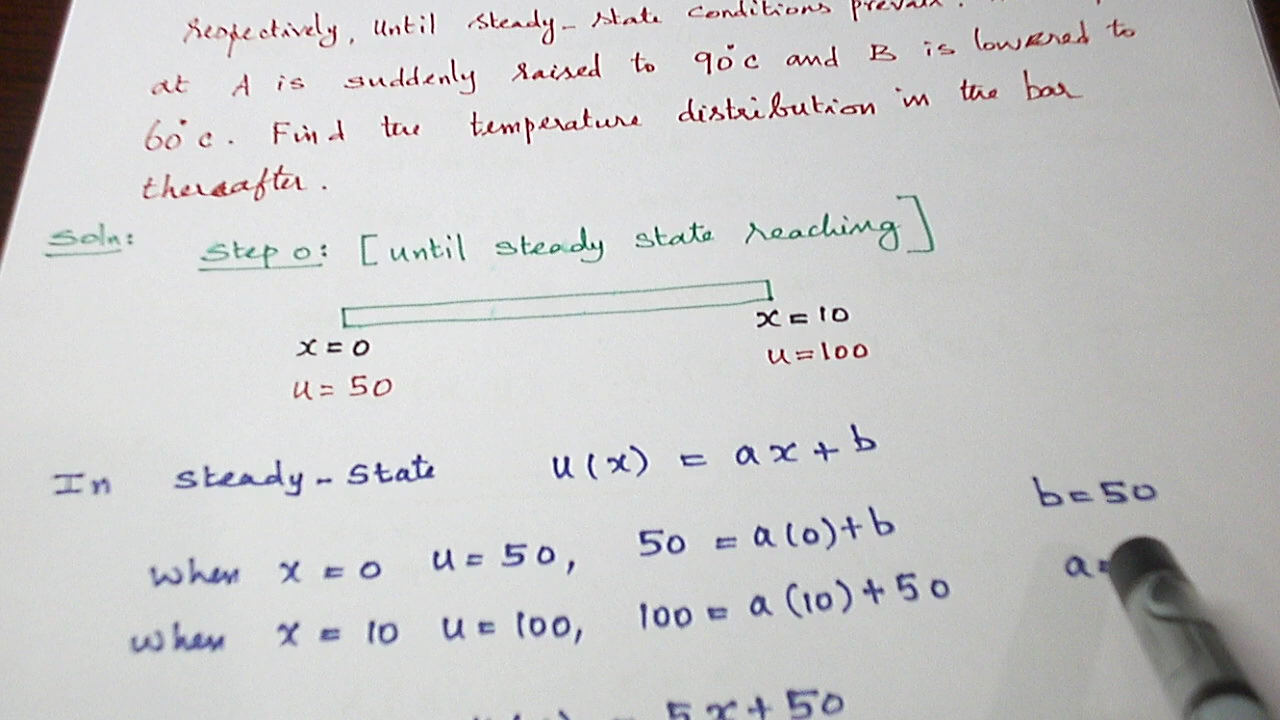 respectively, until steady-state conditions prevail.
at A is suddenly raised to 90°c and B is lowered to
60°c. Find the temperature distribution in the bar
thereafter.
Soln: Step 0: [until steady state reaching]
x = 0 x = 10
u = 50 u = 100
In steady-state u(x) = ax + b
when x = 0 u = 50, 50 = a(0)+b b = 50
when x = 10 u = 100, 100 = a(10)+50 a=
= 5x + 50